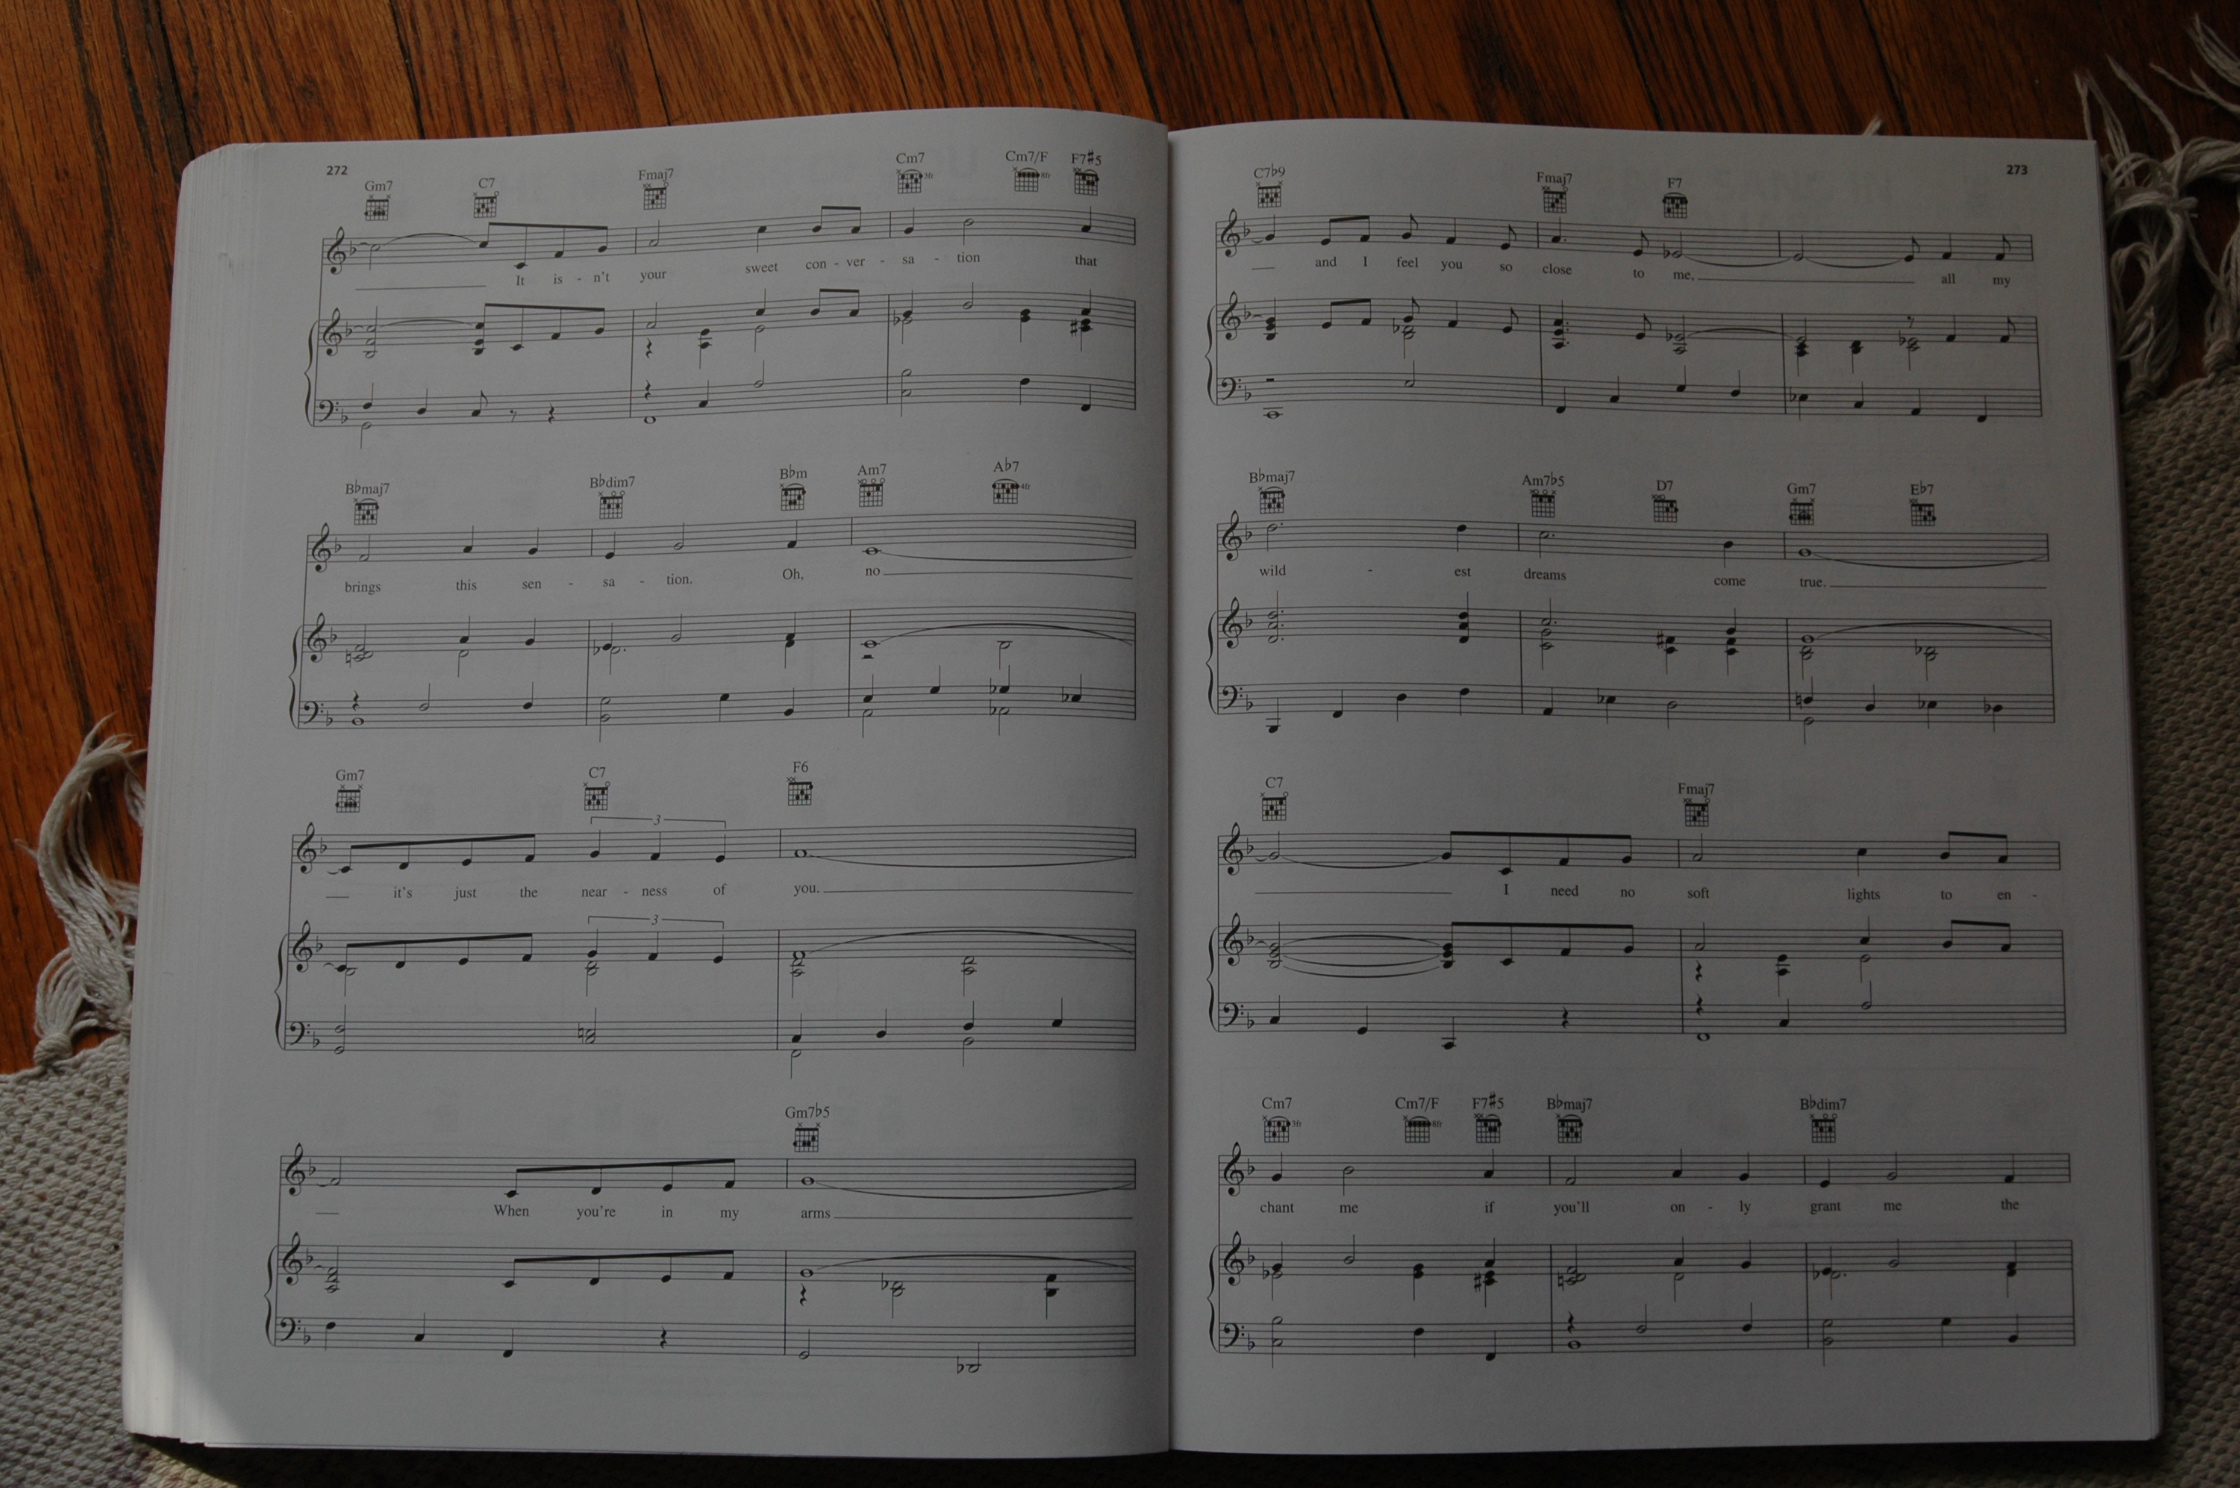 272
Gm7 C7 Fmaj7 Cm7 3fr Cm7/F 8fr F7#5
It is - n't your sweet con - ver - sa - tion that
B♭maj7 B♭dim7 B♭m Am7 A♭7 4fr
brings this sen - sa - tion. Oh, no
Gm7 C7 F6
3
it's just the near - ness of you.
3
Gm7♭5
When you're in my arms
273
C7♭9 Fmaj7 F7
and I feel you so close to me, all my
B♭maj7 Am7♭5 D7 Gm7 E♭7
wild - est dreams come true.
C7 Fmaj7
I need no soft lights to en -
Cm7 3fr Cm7/F 8fr F7#5 B♭maj7 B♭dim7
chant me if you'll on - ly grant me the